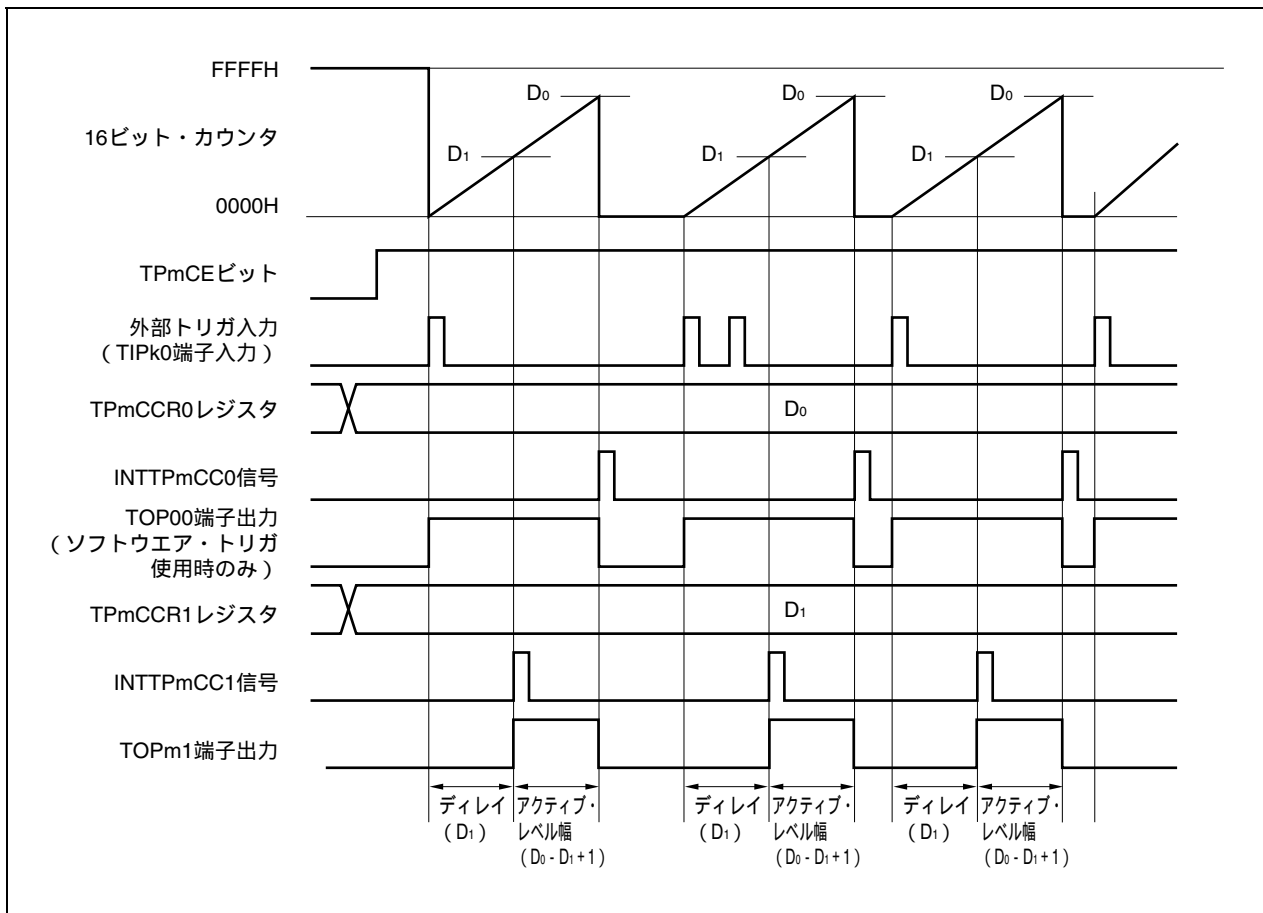 FFFFH
D0 D0 D0
16ビット・カウンタ
D1 D1 D1
0000H
TPmCEビット
外部トリガ入力
（TIPk0端子入力）
TPmCCR0レジスタ
D0
INTTPmCC0信号
TOP00端子出力
（ソフトウエア・トリガ
使用時のみ）
TPmCCR1レジスタ
D1
INTTPmCC1信号
TOPm1端子出力
ディレイ
（D1）
アクティブ・
レベル幅
（D0 - D1 + 1）
ディレイ
（D1）
アクティブ・
レベル幅
（D0 - D1 + 1）
ディレイ
（D1）
アクティブ・
レベル幅
（D0 - D1 + 1）